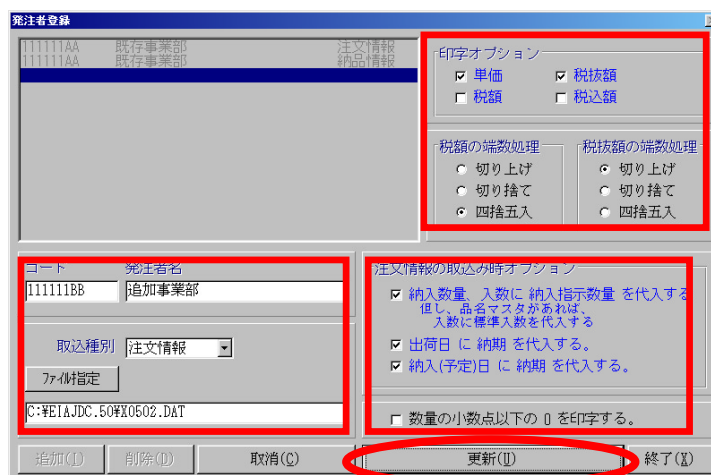 発注者登録
111111AA 既存事業部 注文情報
111111AA 既存事業部 納品情報
印字オプション
単価 税抜額
税額 税込額
税額の端数処理 税抜額の端数処理
切り上げ 切り上げ
切り捨て 切り捨て
四捨五入 四捨五入
コード 発注者名
111111BB 追加事業部
取込種別 注文情報
ファイル指定
C:¥EIAJDC.50¥X0502.DAT
注文情報の取込み時オプション
納入数量、入数に 納入指示数量 を代入する
但し、品名マスタがあれば、
入数に標準入数を代入する
出荷日 に 納期 を代入する。
納入(予定)日 に 納期 を代入する。
数量の小数点以下の 0 を印字する。
追加(I) 削除(D) 取消(C) 更新(U) 終了(X)